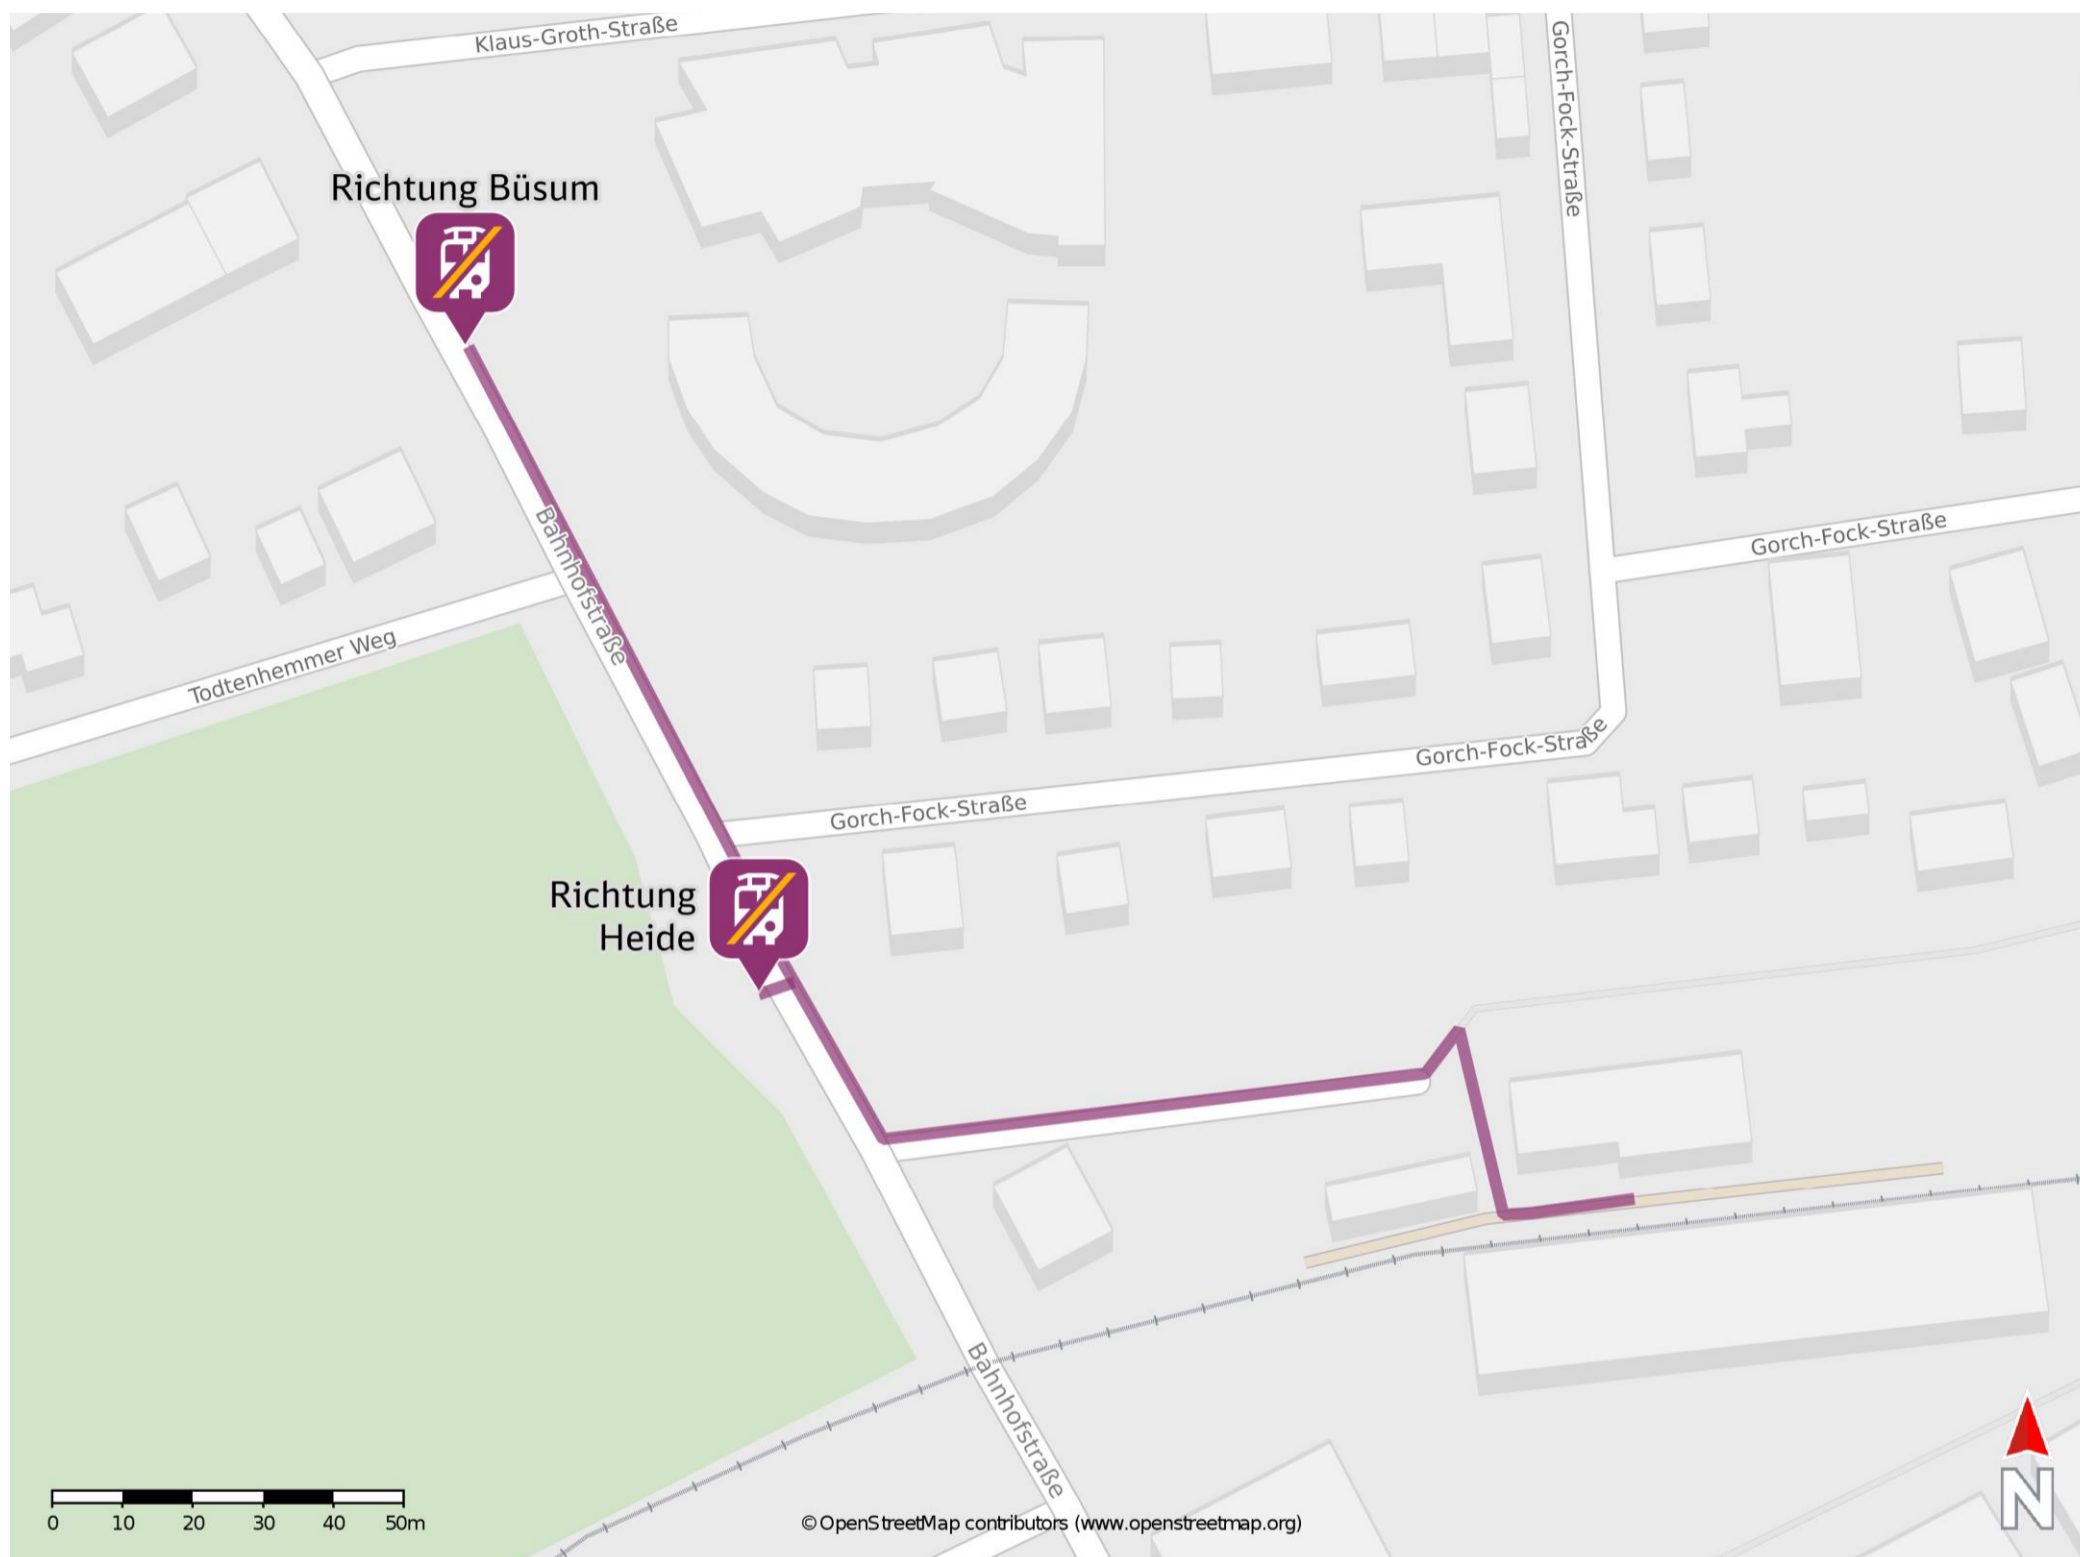 Klaus-Groth-Straße
Gorch-Fock-Straße
Richtung Büsum
Bahnhofstraße
Gorch-Fock-Straße
Todtenhemmer Weg
Gorch-Fock-Straße
Gorch-Fock-Straße
Richtung
Heide
Bahnhofstraße
N
0 10 20 30 40 50m
©OpenStreetMap contributors (www.openstreetmap.org)